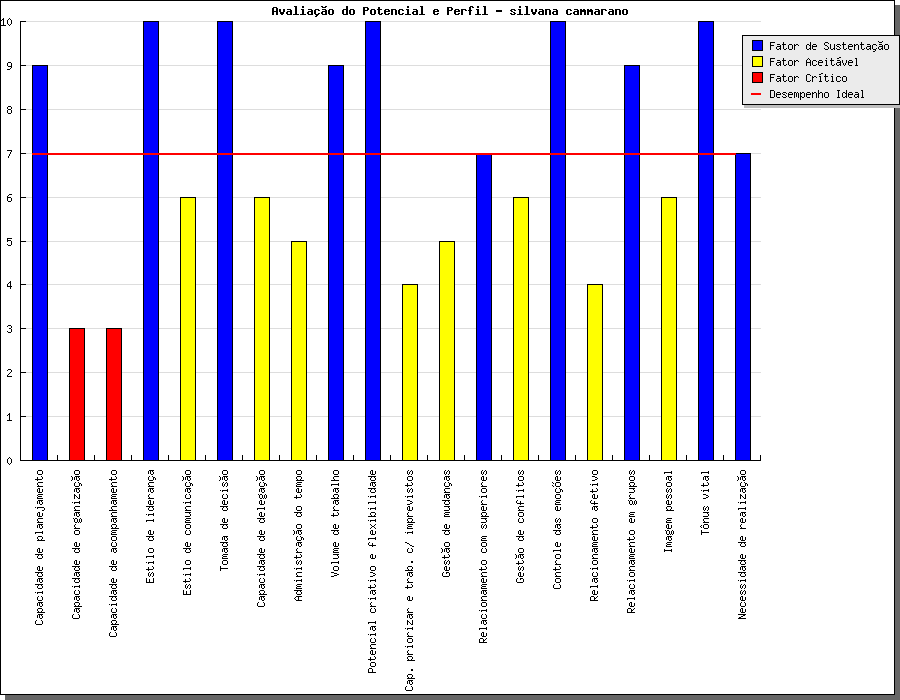 Avaliação do Potencial e Perfil - silvana cammarano
Fator de Sustentação
Fator Aceitável
Fator Crítico
Desempenho Ideal
10
9
8
7
6
5
4
3
2
1
0
Capacidade de planejamento
Capacidade de organização
Capacidade de acompanhamento
Estilo de liderança
Estilo de comunicação
Tomada de decisão
Capacidade de delegação
Administração do tempo
Volume de trabalho
Potencial criativo e flexibilidade
Cap. priorizar e trab. c/ imprevistos
Gestão de mudanças
Relacionamento com superiores
Gestão de conflitos
Controle das emoções
Relacionamento afetivo
Relacionamento em grupos
Imagem pessoal
Tônus vital
Necessidade de realização